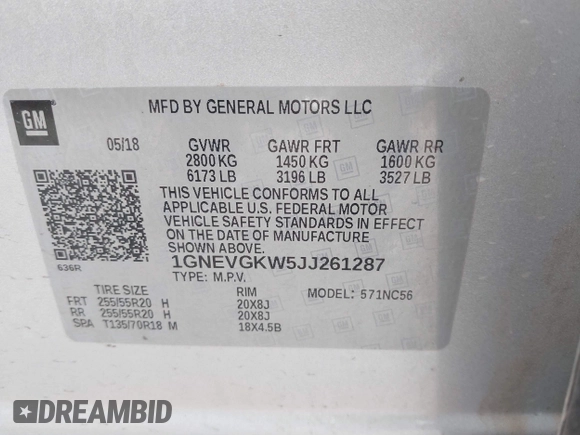 GM
MFD BY GENERAL MOTORS LLC
05/18 GVWR GAWR FRT GAWR RR
2800 KG 1450 KG 1600 KG
6173 LB 3196 LB 3527 LB
THIS VEHICLE CONFORMS TO ALL
APPLICABLE U.S. FEDERAL MOTOR
VEHICLE SAFETY STANDARDS IN EFFECT
ON THE DATE OF MANUFACTURE
SHOWN ABOVE.
636R
1GNEVGKW5JJ261287
TYPE: M.P.V.
TIRE SIZE RIM MODEL: 571NC56
FRT 255/55R20 H 20X8J
RR 255/55R20 H 20X8J
SPA T135/70R18 M 18X4.5B
DREAMBID